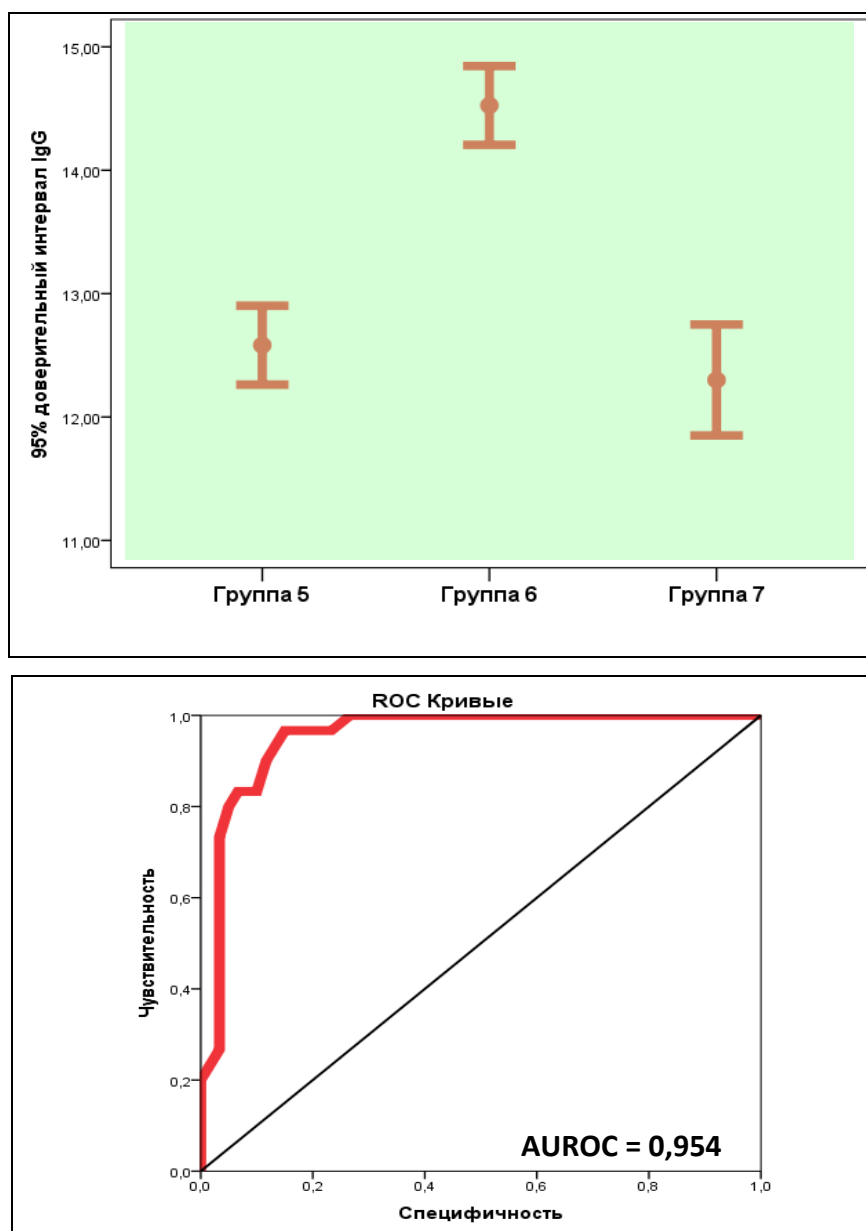 15,00
14,00
13,00
12,00
11,00
95% доверительный интервал IgG
Группа 5 Группа 6 Группа 7
ROC Кривые
1,0
0,8
0,6
0,4
0,2
0,0
Чувствительность
AUROC = 0,954
0,0 0,2 0,4 0,6 0,8 1,0
Специфичность